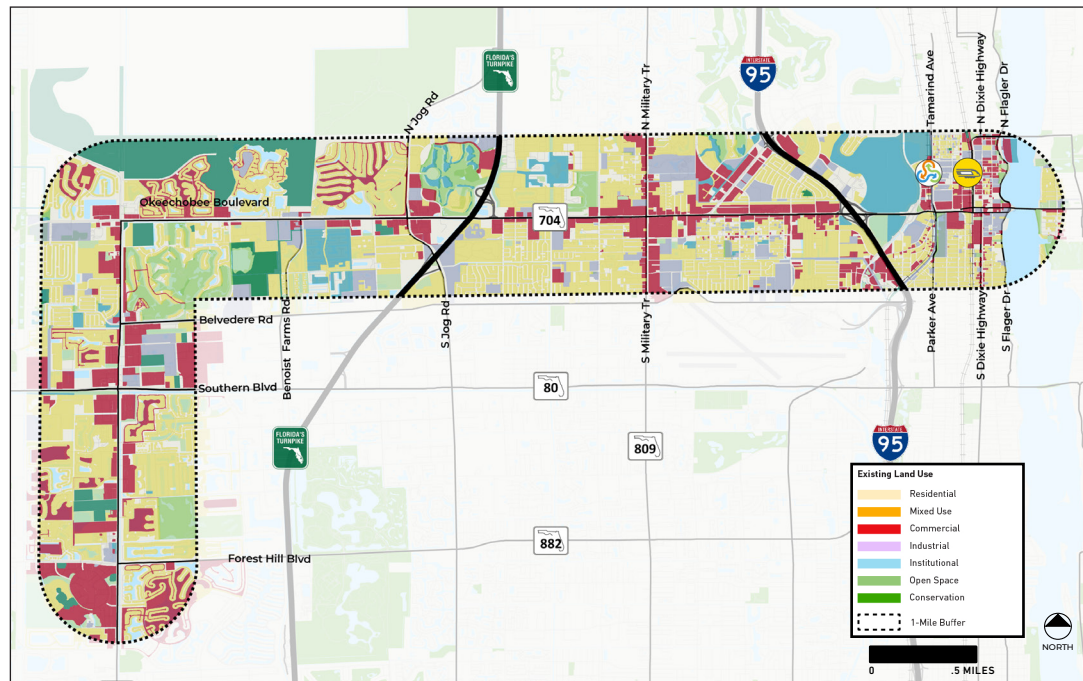 FLORIDA'S
TURNPIKE
INTERSTATE
95
N Jog Rd
N Military Tr
Tamarind Ave
N Dixie Highway
N Flagler Dr
Okeechobee Boulevard
704
Belvedere Rd
Benoist Farms Rd
S Jog Rd
S Military Tr
Parker Ave
S Dixie Highway
S Flager Dr
Southern Blvd
80
FLORIDA'S
TURNPIKE
809
INTERSTATE
95
Forest Hill Blvd
882
Existing Land Use
Residential
Mixed Use
Commercial
Industrial
Institutional
Open Space
Conservation
1-Mile Buffer
NORTH
0 .5 MILES